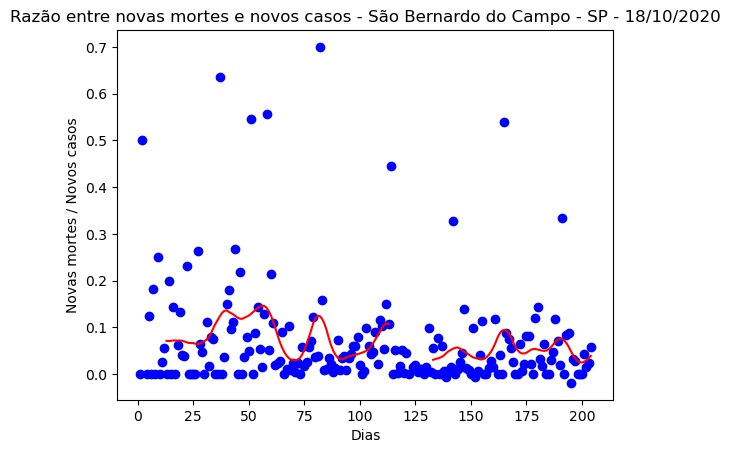 Razão entre novas mortes e novos casos - São Bernardo do Campo - SP - 18/10/2020
0.7
0.6
0.5
0.4
0.3
0.2
0.1
0.0
Novas mortes / Novos casos
0 25 50 75 100 125 150 175 200
Dias